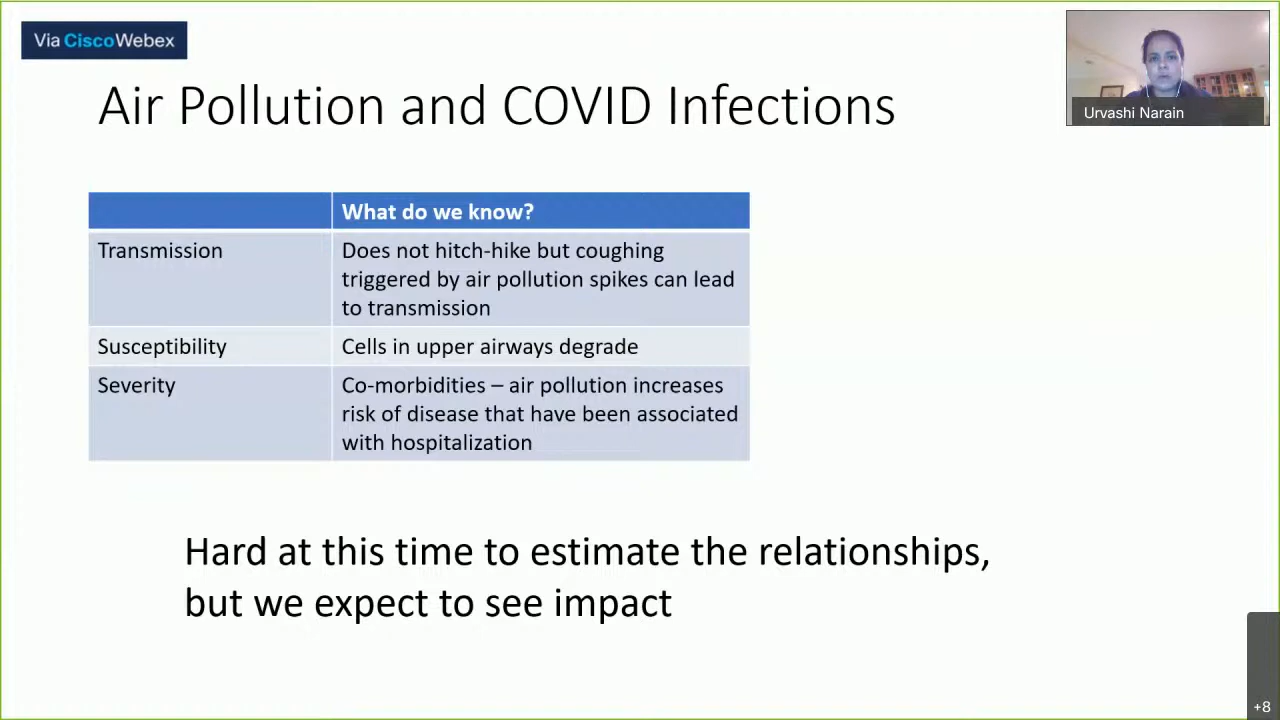 Via CiscoWebex
Air Pollution and COVID Infections
Urvashi Narain
What do we know?
Transmission
Does not hitch-hike but coughing
triggered by air pollution spikes can lead
to transmission
Susceptibility
Cells in upper airways degrade
Severity
Co-morbidities – air pollution increases
risk of disease that have been associated
with hospitalization
Hard at this time to estimate the relationships,
but we expect to see impact
+8